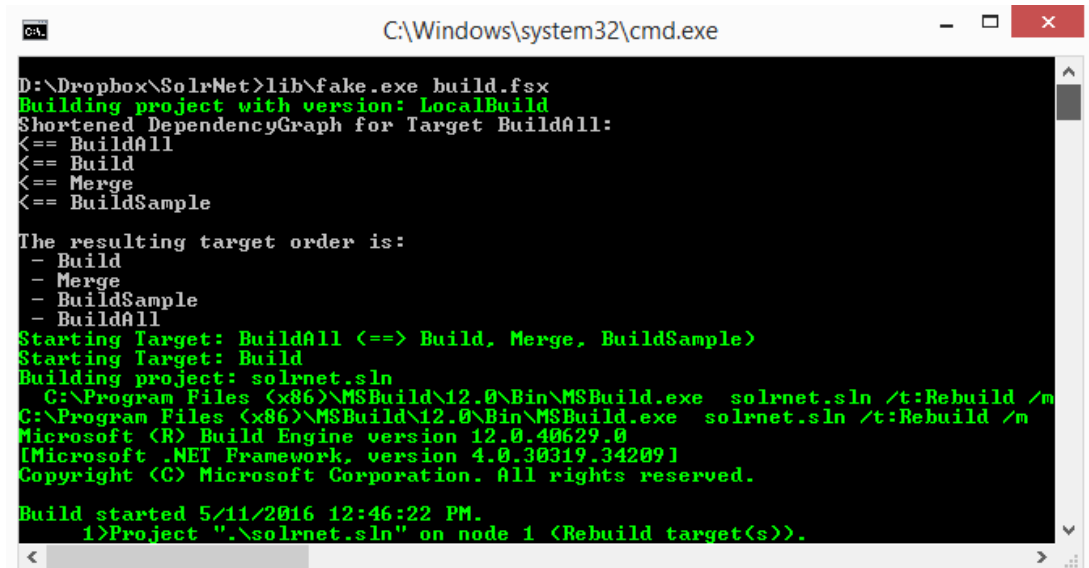 C:\Windows\system32\cmd.exe
D:\Dropbox\SolrNet>lib\fake.exe build.fsx
Building project with version: LocalBuild
Shortened DependencyGraph for Target BuildAll:
<== BuildAll
<== Build
<== Merge
<== BuildSample
The resulting target order is:
- Build
- Merge
- BuildSample
- BuildAll
Starting Target: BuildAll (==> Build, Merge, BuildSample)
Starting Target: Build
Building project: solrnet.sln
C:\Program Files (x86)\MSBuild\12.0\Bin\MSBuild.exe  solrnet.sln /t:Rebuild /m
C:\Program Files (x86)\MSBuild\12.0\Bin\MSBuild.exe  solrnet.sln /t:Rebuild /m
Microsoft (R) Build Engine version 12.0.40629.0
[Microsoft .NET Framework, version 4.0.30319.34209]
Copyright (C) Microsoft Corporation. All rights reserved.
Build started 5/11/2016 12:46:22 PM.
1>Project ".\solrnet.sln" on node 1 (Rebuild target(s)).